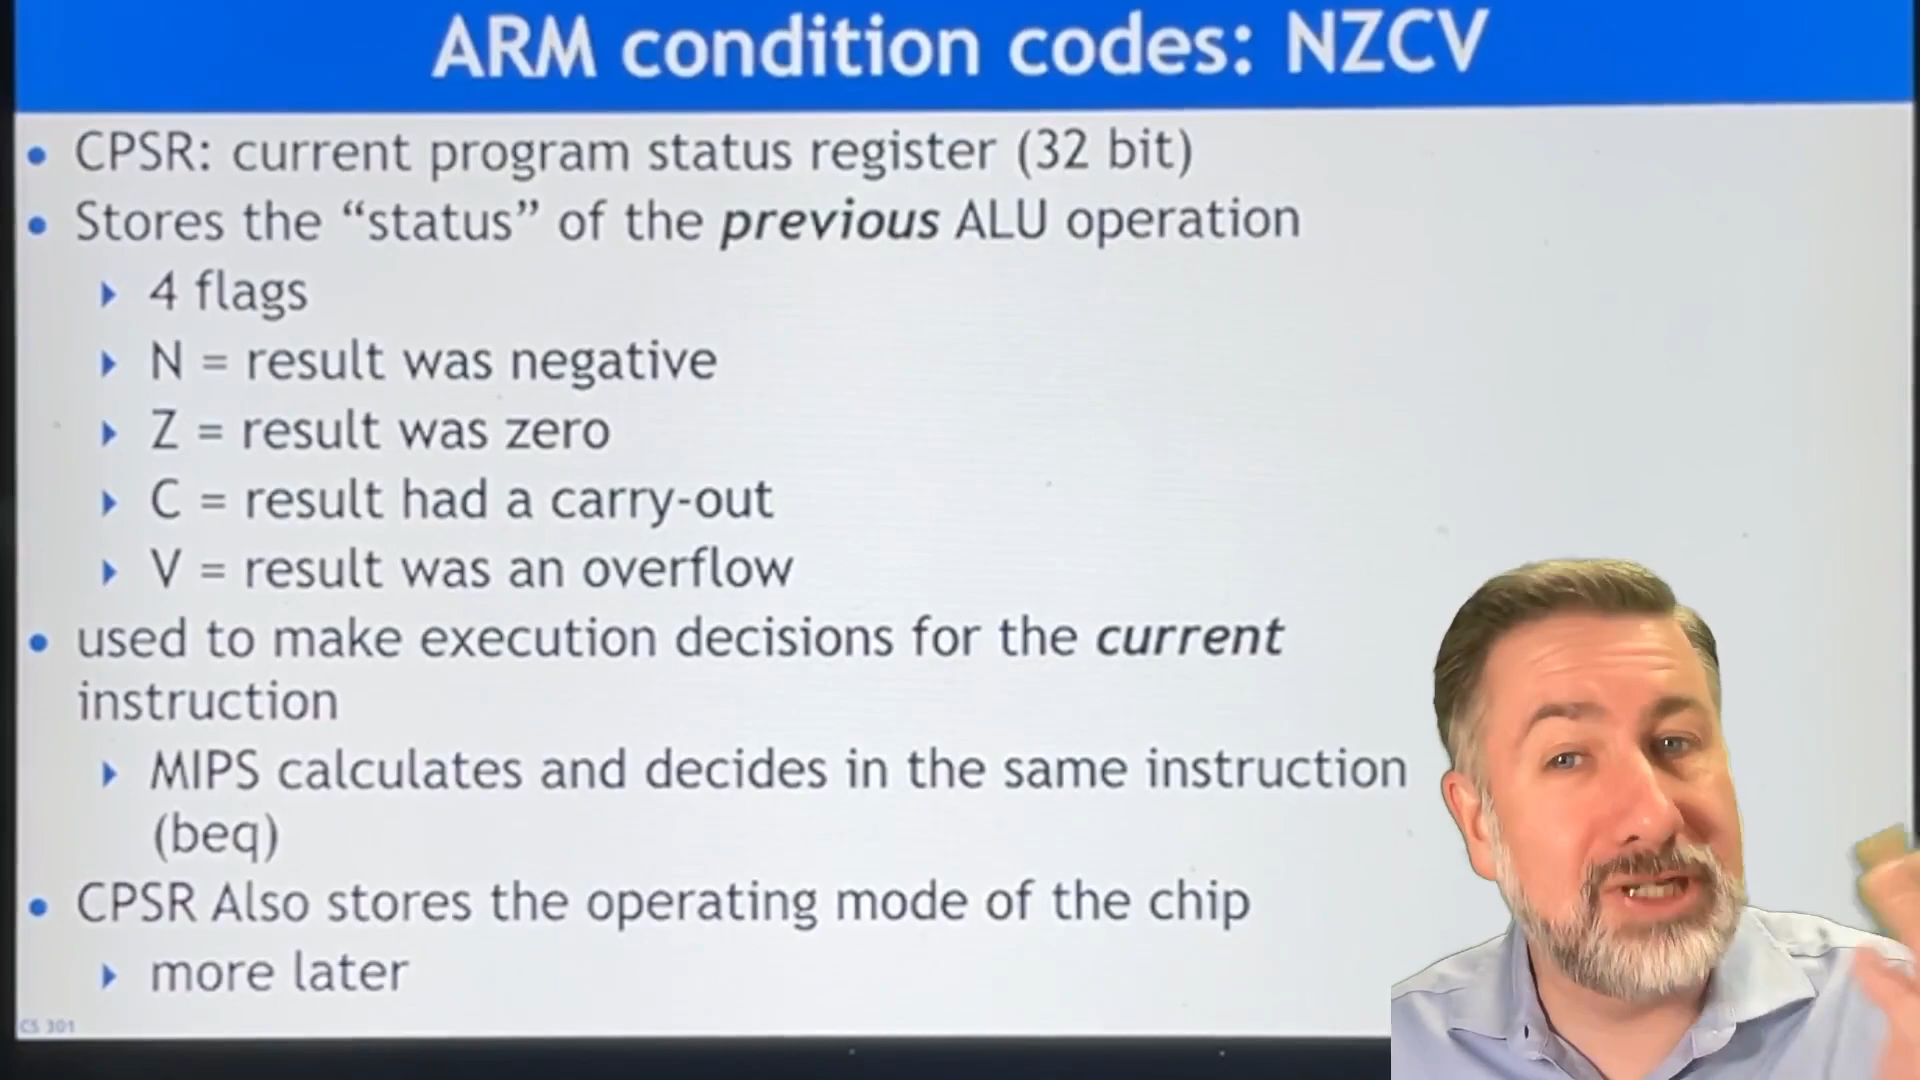 ARM condition codes: NZCV
• CPSR: current program status register (32 bit)
• Stores the “status” of the previous ALU operation
‣ 4 flags
‣ N = result was negative
‣ Z = result was zero
‣ C = result had a carry-out
‣ V = result was an overflow
• used to make execution decisions for the current
instruction
‣ MIPS calculates and decides in the same instruction
(beq)
• CPSR Also stores the operating mode of the chip
‣ more later
CS 301